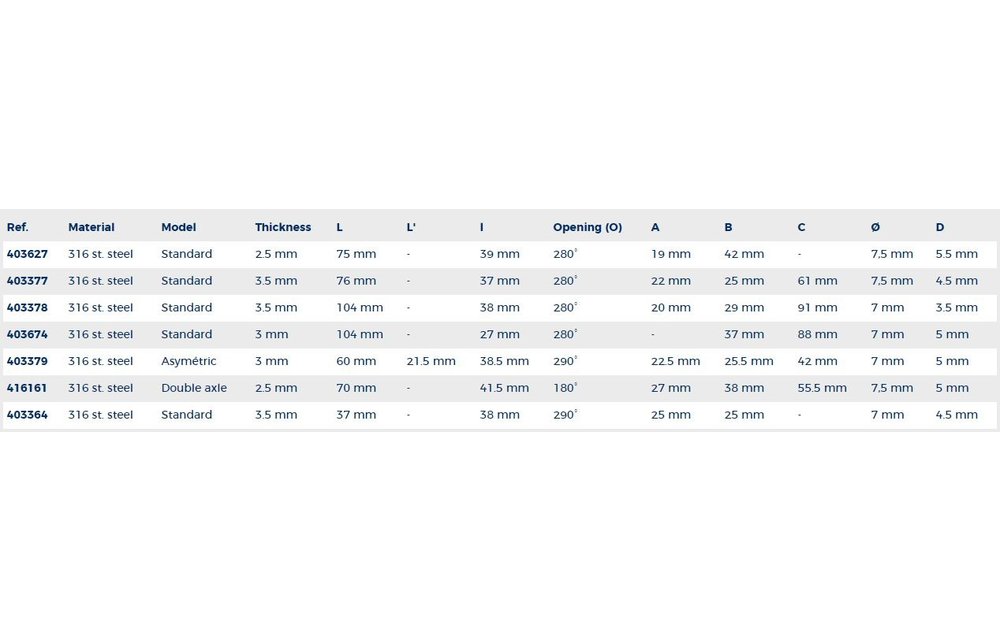 Ref. Material Model Thickness L L' I Opening (O) A B C Ø D
403627 316 st. steel Standard 2.5 mm 75 mm - 39 mm 280° 19 mm 42 mm - 7,5 mm 5.5 mm
403377 316 st. steel Standard 3.5 mm 76 mm - 37 mm 280° 22 mm 25 mm 61 mm 7,5 mm 4.5 mm
403378 316 st. steel Standard 3.5 mm 104 mm - 38 mm 280° 20 mm 29 mm 91 mm 7 mm 3.5 mm
403674 316 st. steel Standard 3 mm 104 mm - 27 mm 280° - 37 mm 88 mm 7 mm 5 mm
403379 316 st. steel Asymétric 3 mm 60 mm 21.5 mm 38.5 mm 290° 22.5 mm 25.5 mm 42 mm 7 mm 5 mm
416161 316 st. steel Double axle 2.5 mm 70 mm - 41.5 mm 180° 27 mm 38 mm 55.5 mm 7,5 mm 5 mm
403364 316 st. steel Standard 3.5 mm 37 mm - 38 mm 290° 25 mm 25 mm - 7 mm 4.5 mm